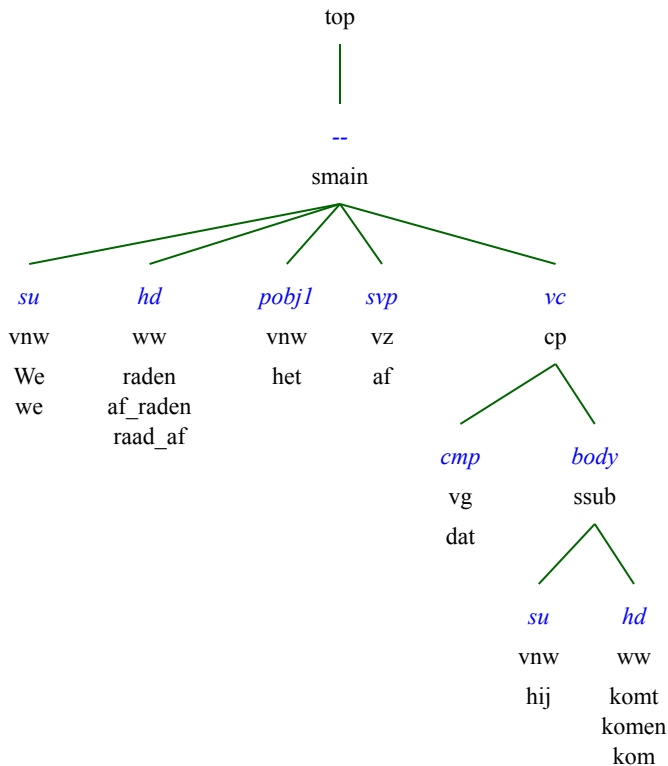 top
--
smain
su hd pobj1 svp vc
vnw ww vnw vz cp
We raden het af
we af_raden
raad_af
cmp body
vg ssub
dat
su hd
vnw ww
hij komt
komen
kom